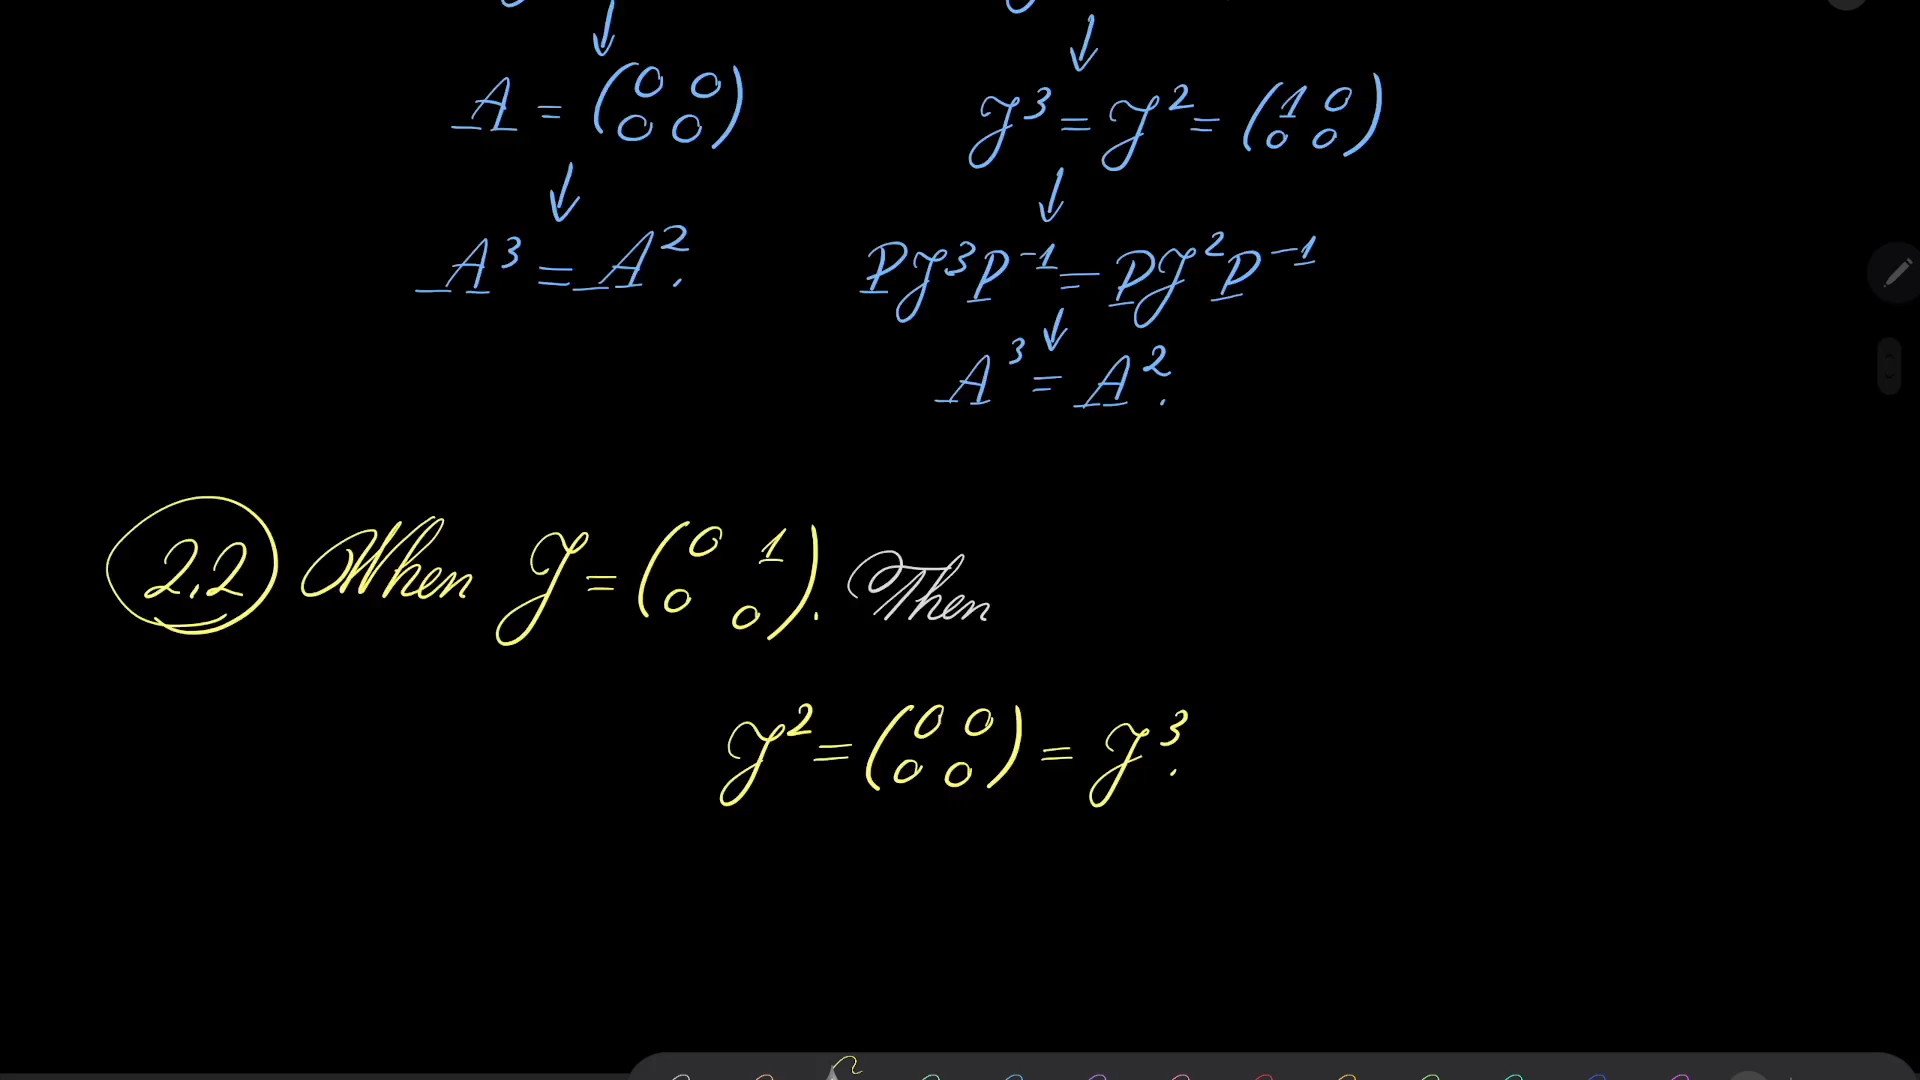 A = (0 0
0 0)
J³ = J² = (1 0
0 0)
A³ = A².
PJ³P⁻¹ = PJ²P⁻¹
A³ = A².
2.2 When J = (0 1
0 0). Then
J² = (0 0
0 0) = J³.